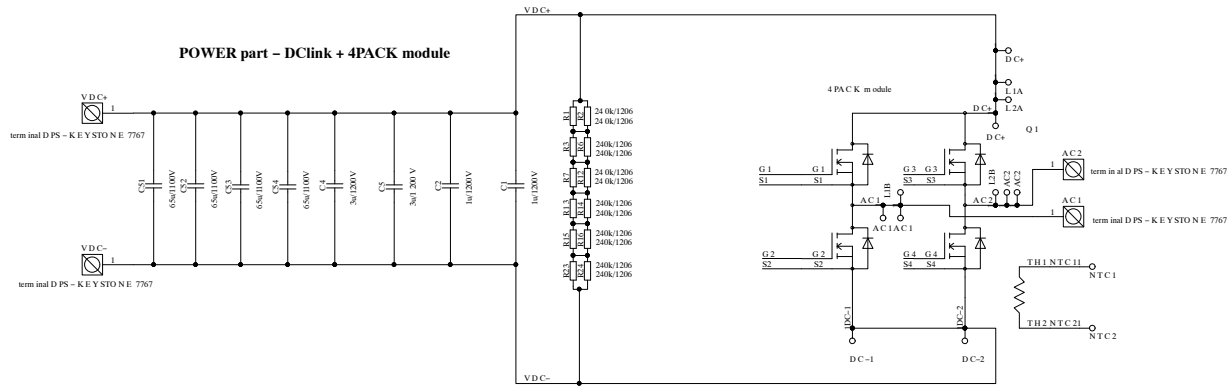 VDC+
POWER part – DClink + 4PACK module
VDC+
1
terminal DPS–KEYSTONE 7767
CS1
65u/1100V
CS2
65u/1100V
CS3
65u/1100V
CS4
65u/1100V
C4
3u/1200V
C5
3u/1 200 V
C2
1u/1200V
C1
1u/1200V
VDC–
1
terminal DPS–KEYSTONE 7767
R1
R2
24 0k/1206
24 0k/1206
R3
R6
240k/1206
240k/1206
R7
R12
24 0k/1206
24 0k/1206
R13
R14
240k/1206
240k/1206
R15
R16
240k/1206
240k/1206
R23
R24
240k/1206
240k/1206
VDC–
4PACK module
DC+
L1A
L2A
DC+
DC+
Q1
G1
G1
S1
S1
G3
G3
S3
S3
AC1
L1B
AC1
AC1
AC2
L2B
AC2
AC2
AC2
1
terminal DPS–KEYSTONE 7767
AC1
1
terminal DPS–KEYSTONE 7767
G2
G2
S2
S2
G4
G4
S4
S4
DC–1
DC–2
DC–1
DC–2
TH1 NTC11
NTC1
TH2 NTC21
NTC2